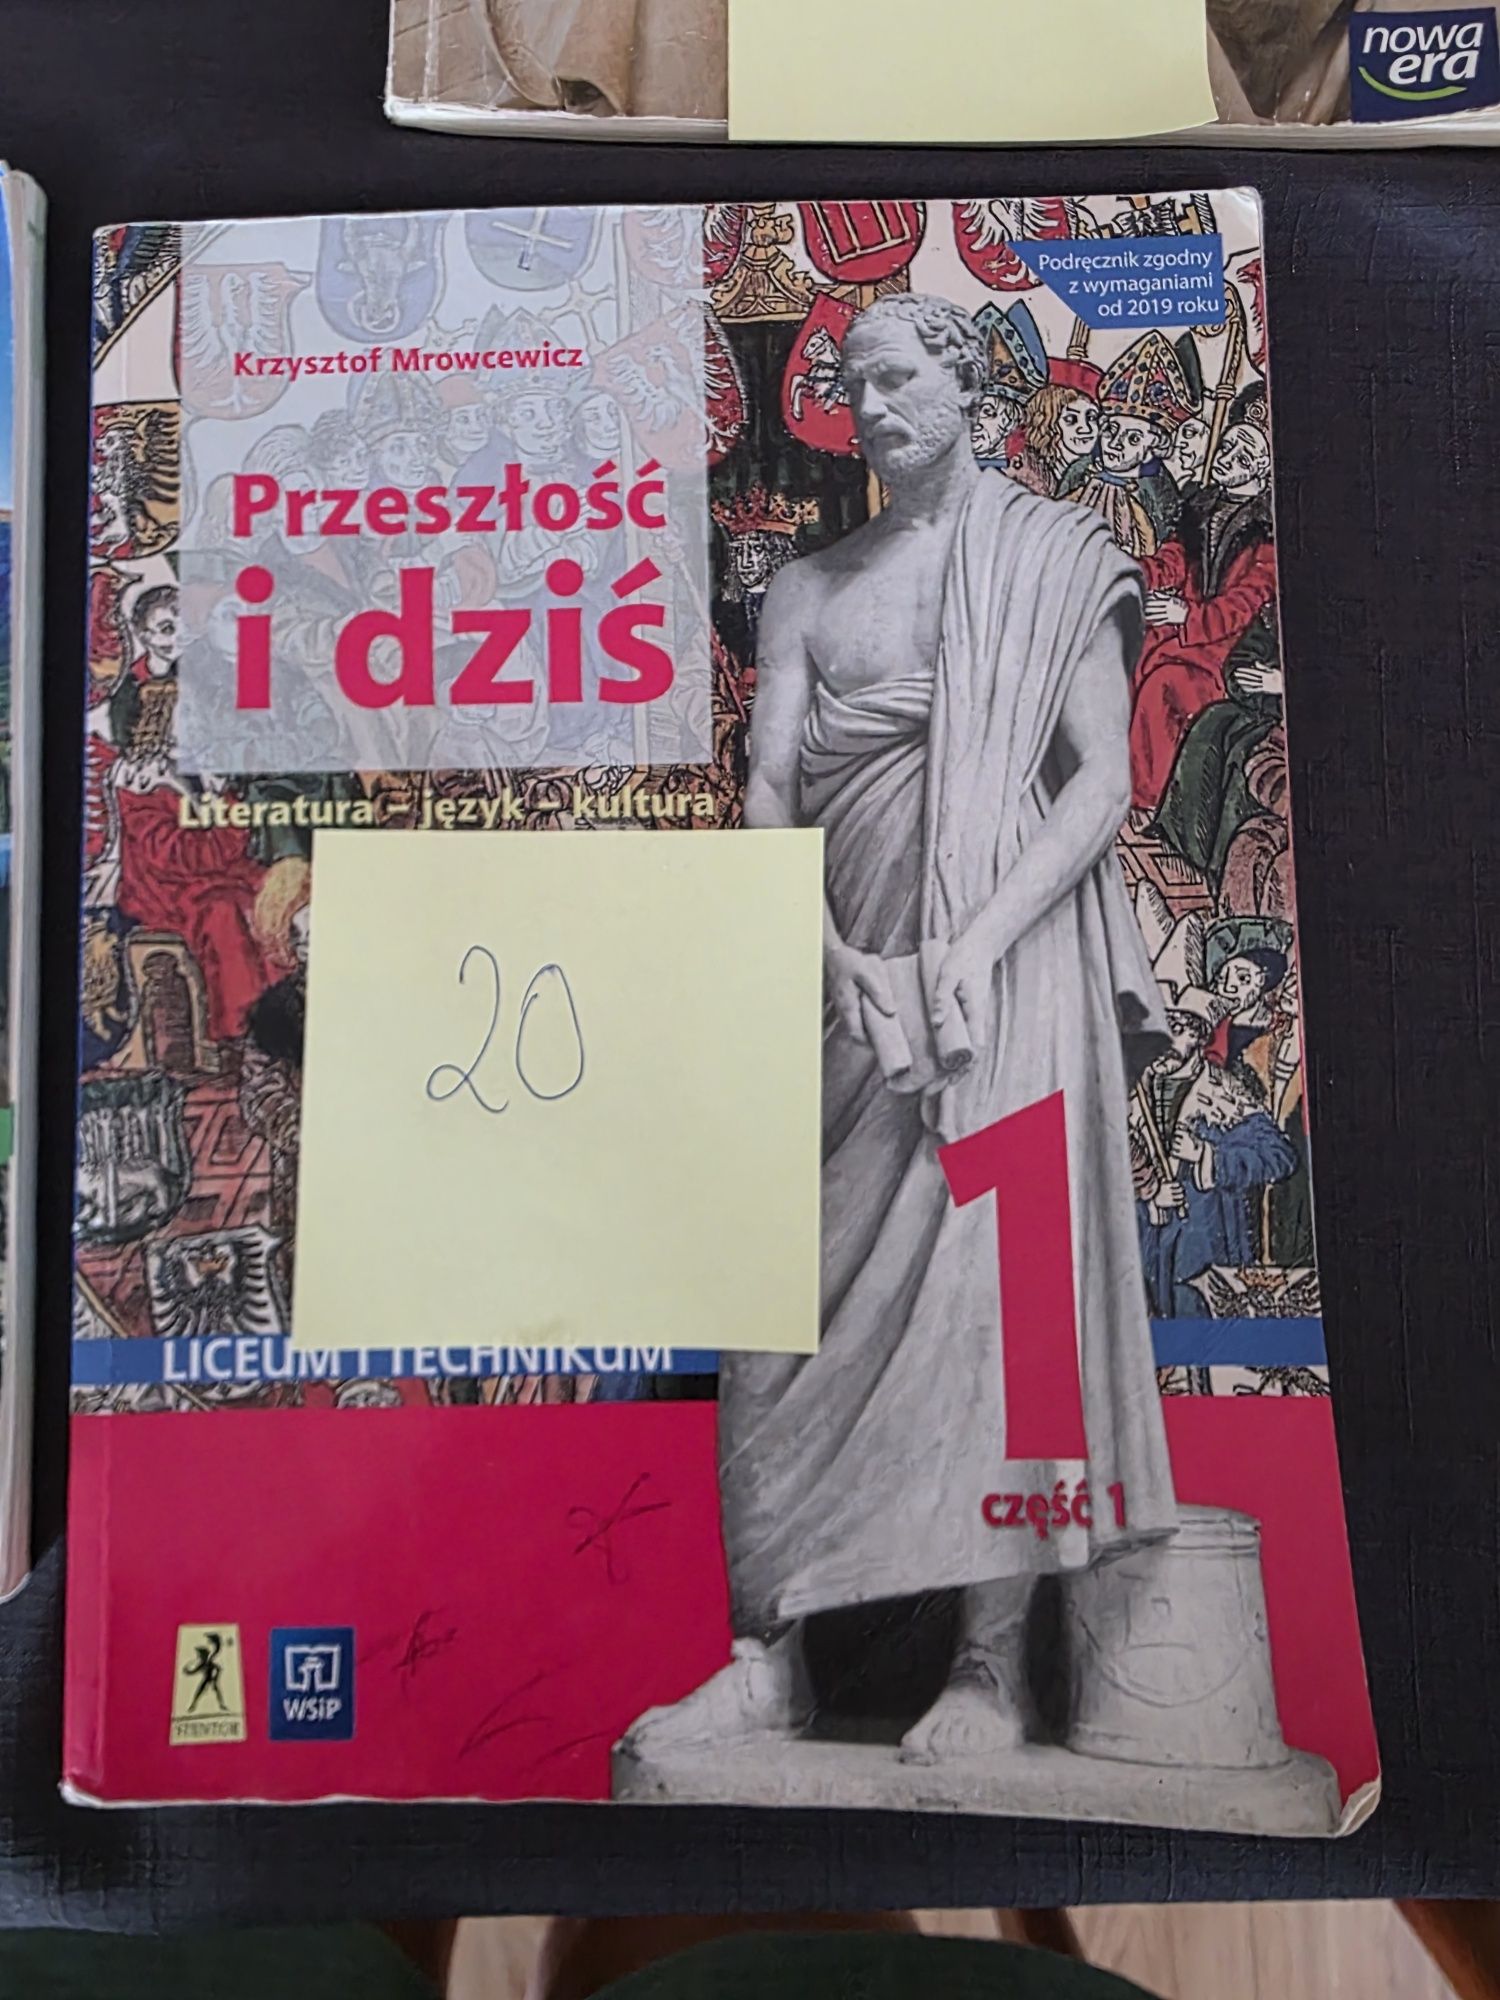 nowa
era
Podręcznik zgodny
z wymaganiami
od 2019 roku
Krzysztof Mrowcewicz
Przeszłość
i dziś
Literatura – język – kultura
20
LICEUM I TECHNIKUM
1
część 1
STENTOR
WSiP